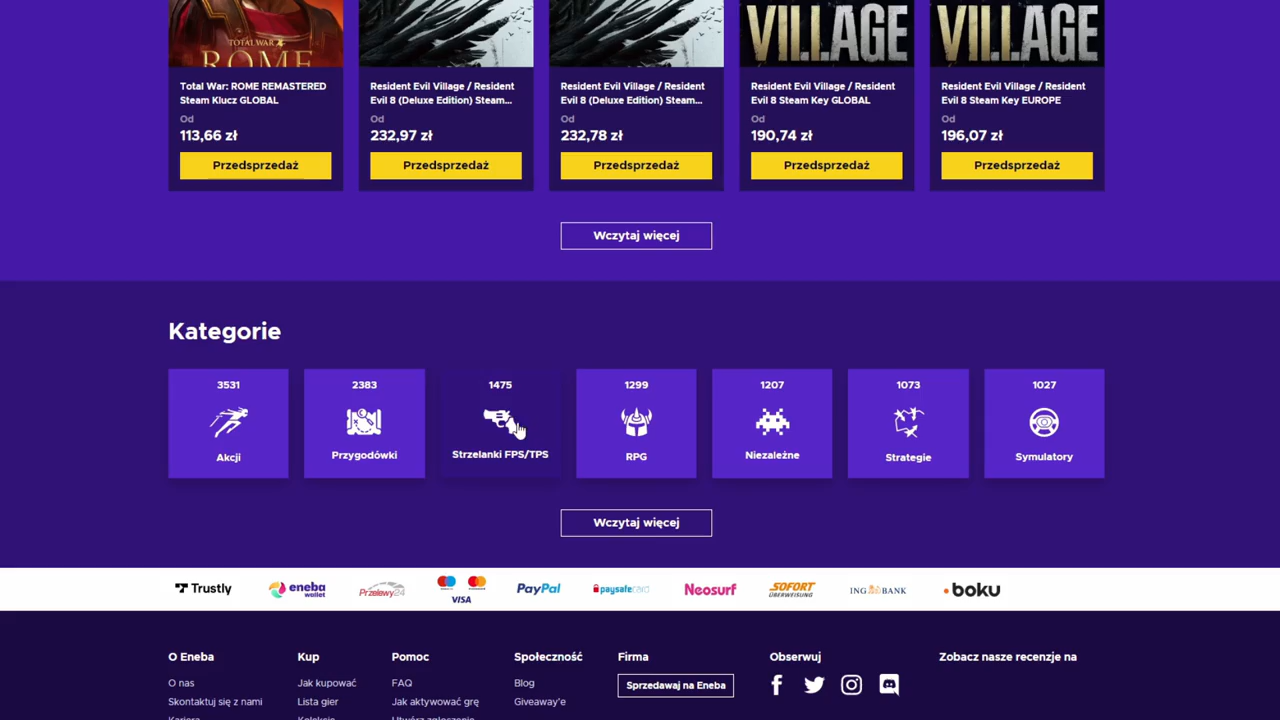 TOTAL WAR
ROME
VILLAGE
VILLAGE
Total War: ROME REMASTERED
Steam Klucz GLOBAL
Od
113,66 zł
Przedsprzedaż
Resident Evil Village / Resident
Evil 8 (Deluxe Edition) Steam...
Od
232,97 zł
Przedsprzedaż
Resident Evil Village / Resident
Evil 8 (Deluxe Edition) Steam...
Od
232,78 zł
Przedsprzedaż
Resident Evil Village / Resident
Evil 8 Steam Key GLOBAL
Od
190,74 zł
Przedsprzedaż
Resident Evil Village / Resident
Evil 8 Steam Key EUROPE
Od
196,07 zł
Przedsprzedaż
Wczytaj więcej
Kategorie
3531
Akcji
2383
Przygodówki
1475
Strzelanki FPS/TPS
1299
RPG
1207
Niezależne
1073
Strategie
1027
Symulatory
Wczytaj więcej
Trustly
eneba
wallet
Przelewy24
VISA
PayPal
paysafecard
Neosurf
SOFORT
ÜBERWEISUNG
ING BANK
boku
O Eneba
O nas
Skontaktuj się z nami
Kariera
Kup
Jak kupować
Lista gier
Kolekcje
Pomoc
FAQ
Jak aktywować grę
Utwórz zgłoszenie
Społeczność
Blog
Giveaway'e
Firma
Sprzedawaj na Eneba
Obserwuj
Zobacz nasze recenzje na